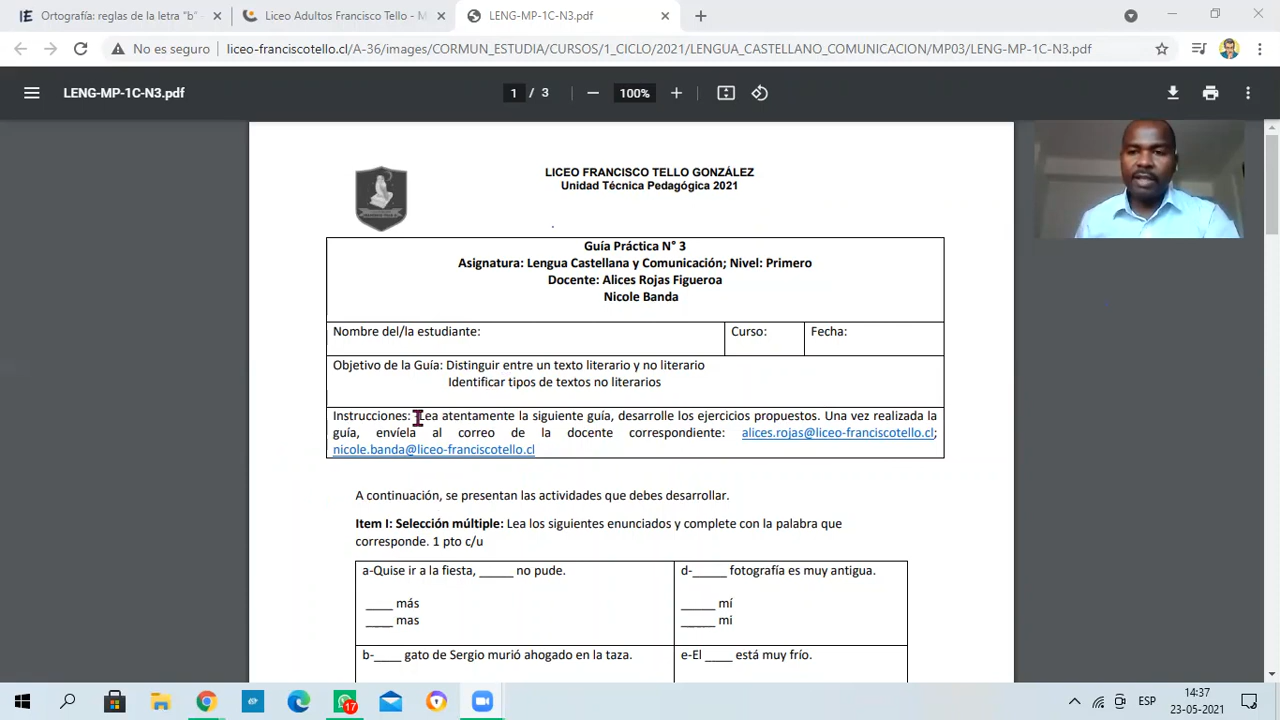 Ortografía: reglas de la letra "b"
Liceo Adultos Francisco Tello - M
LENG-MP-1C-N3.pdf
No es seguro
liceo-franciscotello.cl/A-36/images/CORMUN_ESTUDIA/CURSOS/1_CICLO/2021/LENGUA_CASTELLANO_COMUNICACION/MP03/LENG-MP-1C-N3.pdf
LENG-MP-1C-N3.pdf
1 / 3
100%
LICEO FRANCISCO TELLO GONZÁLEZ
Unidad Técnica Pedagógica 2021
Guía Práctica N° 3
Asignatura: Lengua Castellana y Comunicación; Nivel: Primero
Docente: Alices Rojas Figueroa
Nicole Banda
Nombre del/la estudiante:
Curso:
Fecha:
Objetivo de la Guía: Distinguir entre un texto literario y no literario
Identificar tipos de textos no literarios
Instrucciones: Lea atentamente la siguiente guía, desarrolle los ejercicios propuestos. Una vez realizada la
guía, envíela al correo de la docente correspondiente: alices.rojas@liceo-franciscotello.cl;
nicole.banda@liceo-franciscotello.cl
A continuación, se presentan las actividades que debes desarrollar.
Item I: Selección múltiple: Lea los siguientes enunciados y complete con la palabra que
corresponde. 1 pto c/u
a-Quise ir a la fiesta, _____ no pude.
____ más
____ mas
d-_____ fotografía es muy antigua.
_____ mí
_____ mi
b-____ gato de Sergio murió ahogado en la taza.
e-El ____ está muy frío.
17
ESP
14:37
23-05-2021